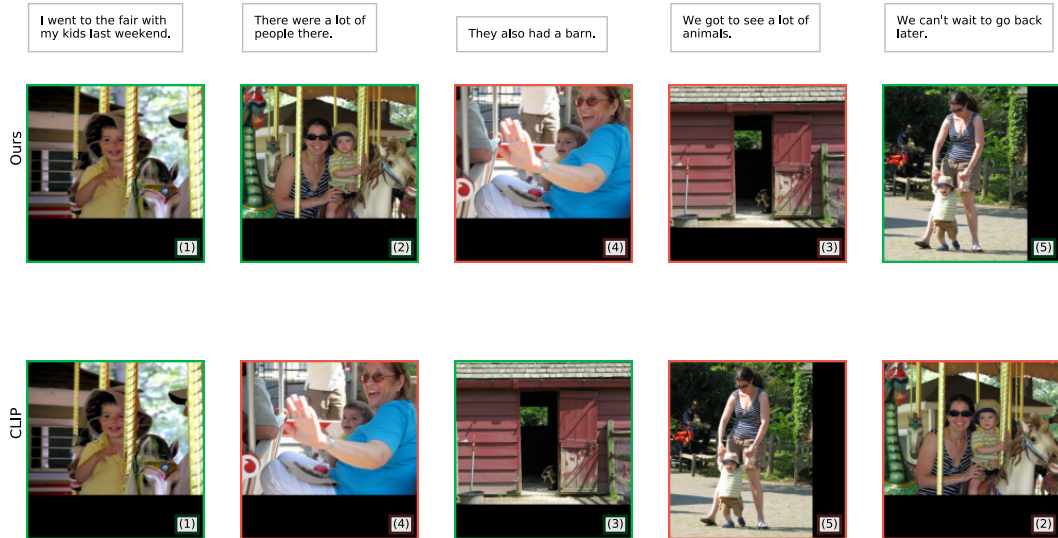 I went to the fair with
my kids last weekend.
There were a lot of
people there.
They also had a barn.
We got to see a lot of
animals.
We can't wait to go back
later.
Ours
(1)
(2)
(4)
(3)
(5)
CLIP
(1)
(4)
(3)
(5)
(2)